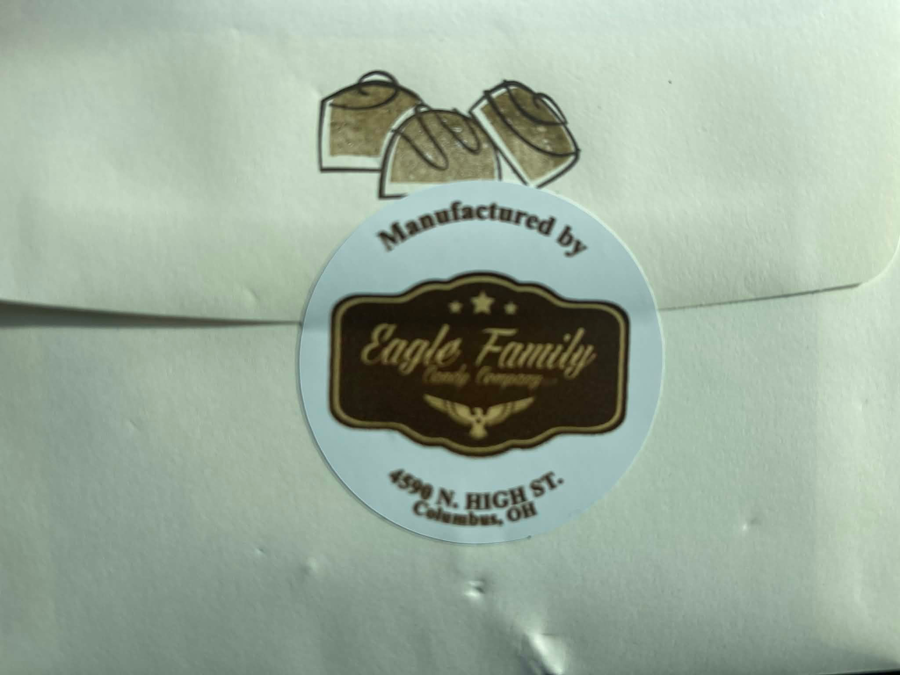 Manufactured by
Eagle Family
Candy Company
4590 N. HIGH ST.
Columbus, OH